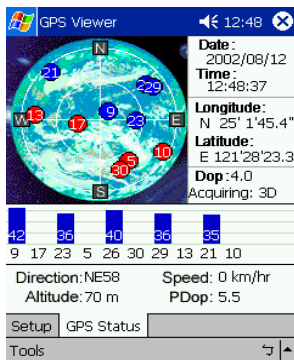 GPS Viewer 12:48
Date:
2002/08/12
Time:
12:48:37
Longitude:
N 25' 1'45.4"
Latitude:
E 121'28'23.3
Dop:4.0
Acquiring: 3D
N
21
29
9
23
W
13
17
E
10
5
30
S
42 36 40 36 35
9 17 23 5 26 30 29 13 21 10
Direction:NE58 Speed: 0 km/hr
Altitude:70 m PDop: 5.5
Setup GPS Status
Tools